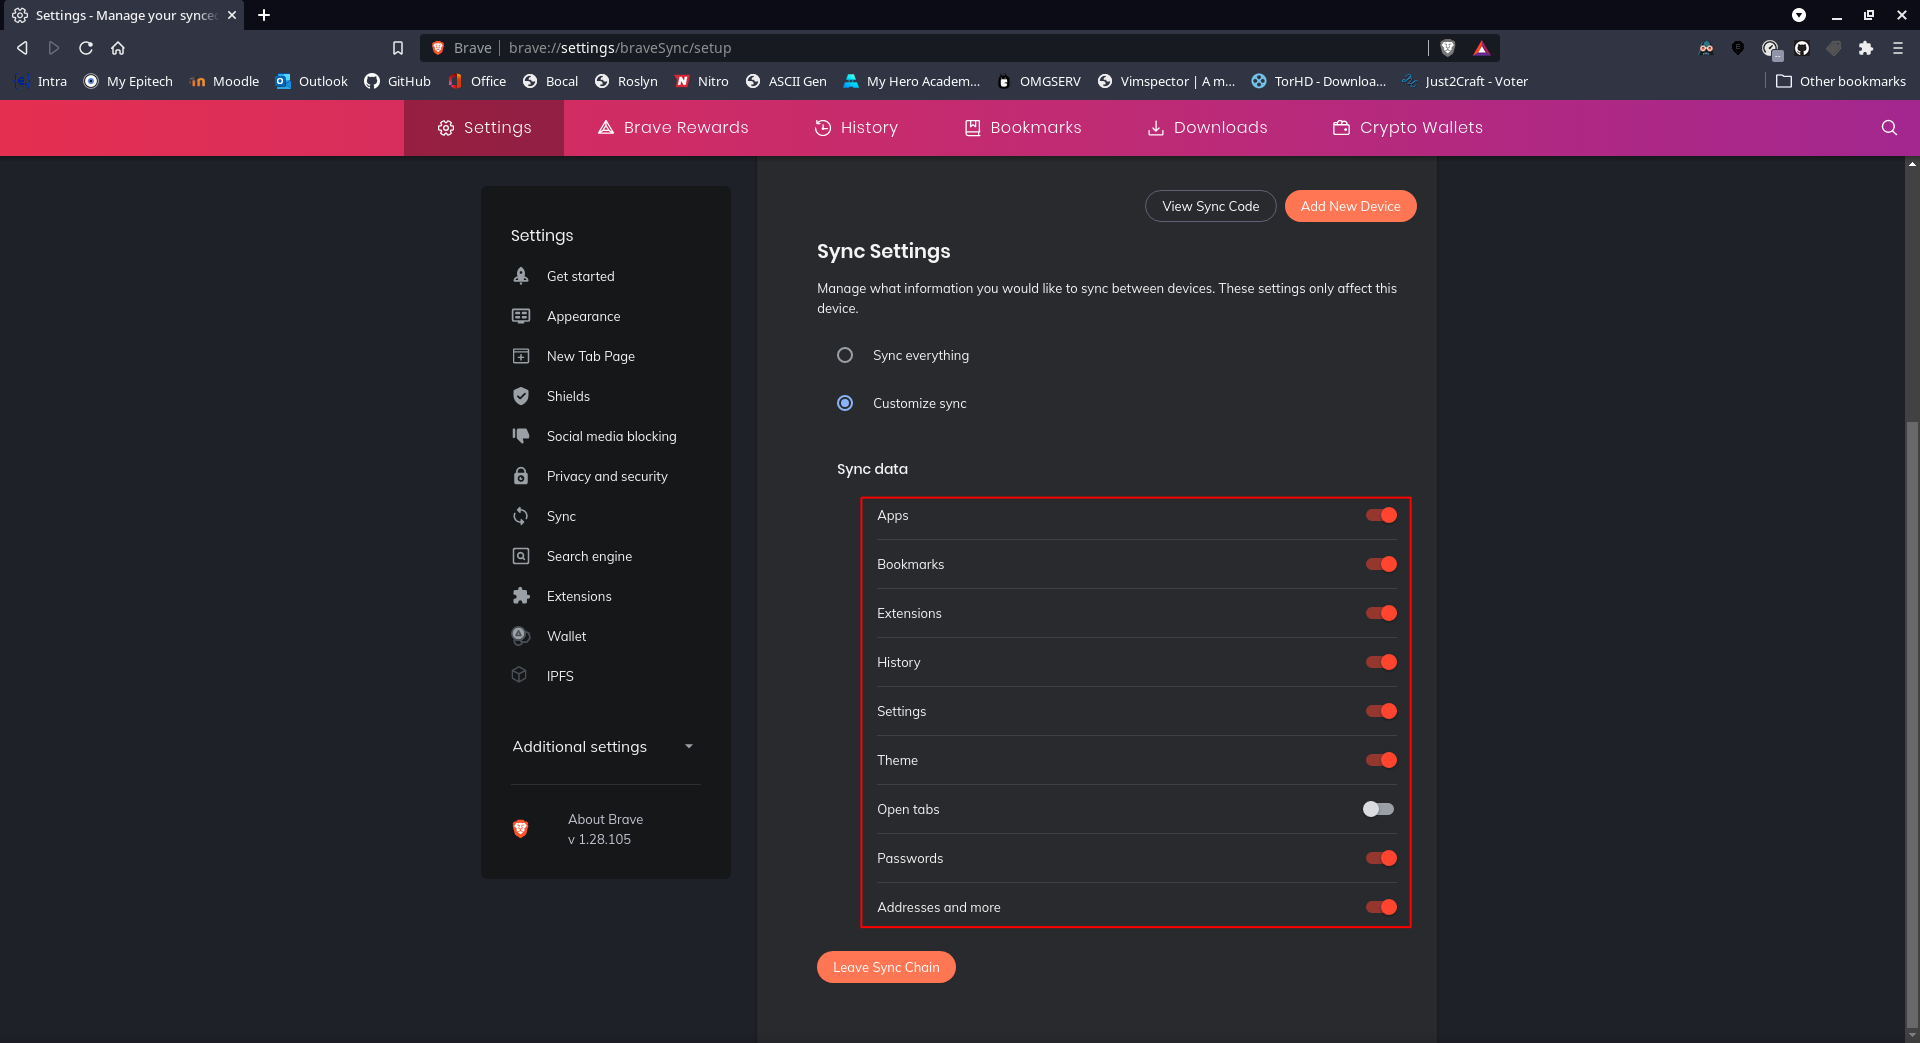 Settings - Manage your synced
Brave | brave://settings/braveSync/setup
Intra My Epitech Moodle Outlook GitHub Office Bocal Roslyn Nitro ASCII Gen My Hero Academ... OMGSERV Vimspector | A m... TorHD - Downloa... Just2Craft - Voter Other bookmarks
Settings Brave Rewards History Bookmarks Downloads Crypto Wallets
View Sync Code Add New Device
Settings
Get started
Appearance
New Tab Page
Shields
Social media blocking
Privacy and security
Sync
Search engine
Extensions
Wallet
IPFS
Additional settings
About Brave
v 1.28.105
Sync Settings
Manage what information you would like to sync between devices. These settings only affect this
device.
Sync everything
Customize sync
Sync data
Apps
Bookmarks
Extensions
History
Settings
Theme
Open tabs
Passwords
Addresses and more
Leave Sync Chain